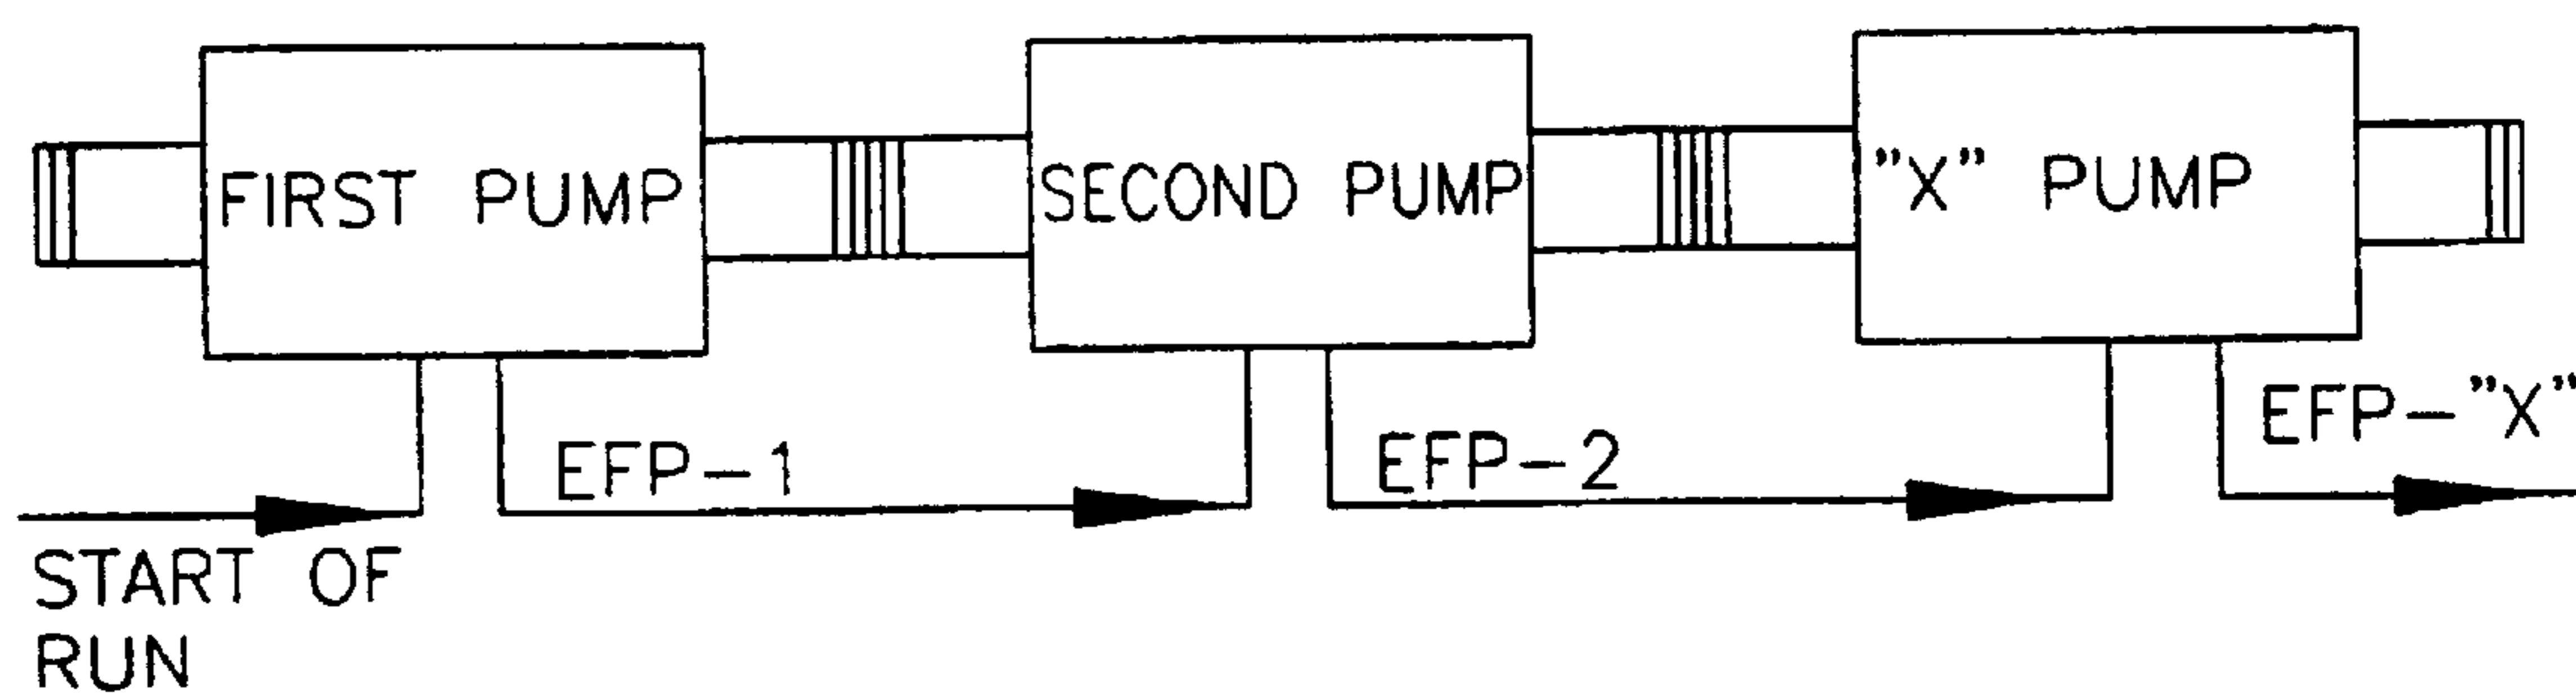 FIRST PUMP
SECOND PUMP
"X" PUMP
EFP-1
EFP-2
EFP-"X"
START OF
RUN